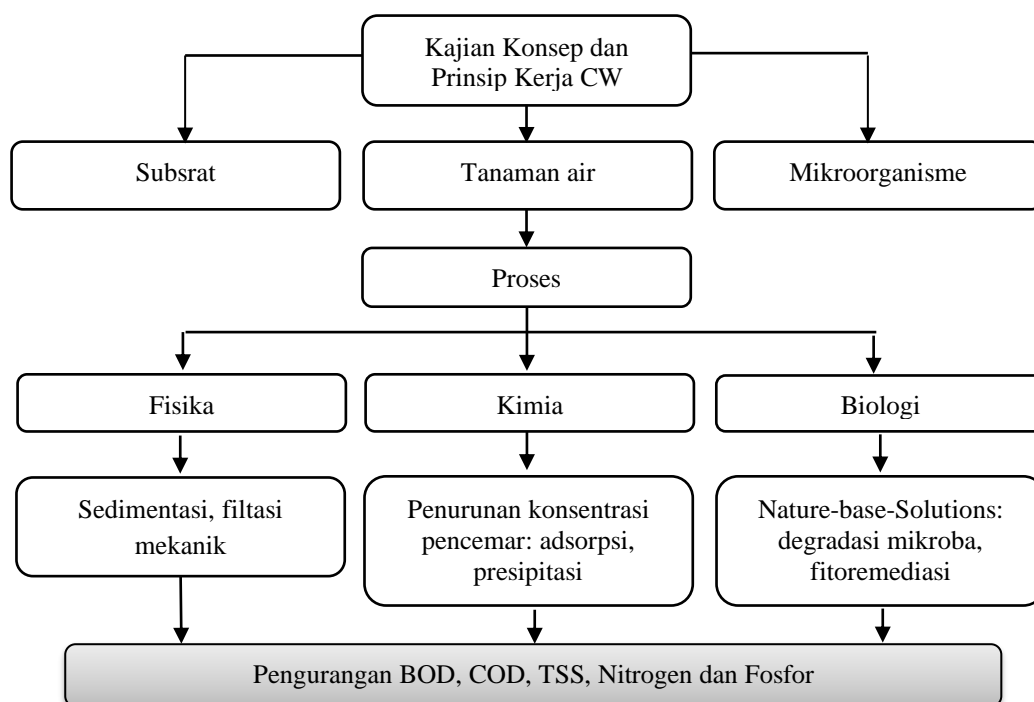 Kajian Konsep dan
Prinsip Kerja CW
Subsrat
Tanaman air
Mikroorganisme
Proses
Fisika
Kimia
Biologi
Sedimentasi, filtasi
mekanik
Penurunan konsentrasi
pencemar: adsorpsi,
presipitasi
Nature-base-Solutions:
degradasi mikroba,
fitoremediasi
Pengurangan BOD, COD, TSS, Nitrogen dan Fosfor